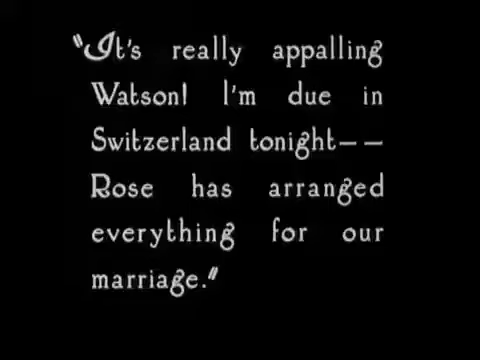 "It's really appalling
Watson! I'm due in
Switzerland tonight--
Rose has arranged
everything for our
marriage."